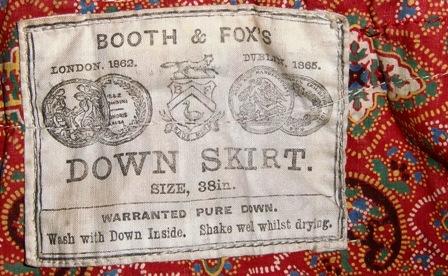 BOOTH & FOX'S
LONDON. 1862. DUBLIN, 1865.
DOWN SKIRT.
SIZE, 38in.
WARRANTED PURE DOWN.
Wash with Down Inside. Shake wel whilst drying.